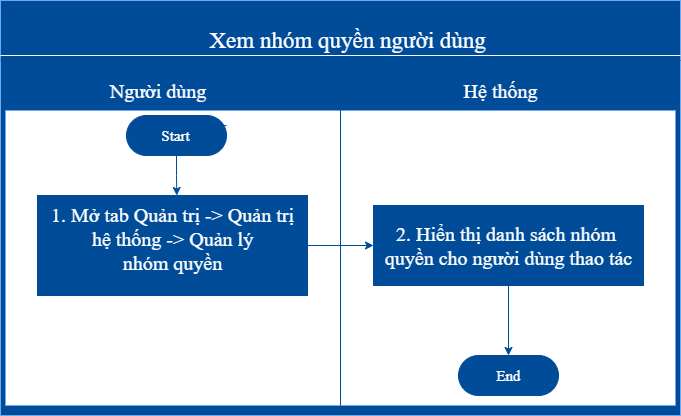 Xem nhóm quyền người dùng
Người dùng
Hệ thống
Start
1. Mở tab Quản trị -> Quản trị
hệ thống -> Quản lý
nhóm quyền
2. Hiển thị danh sách nhóm
quyền cho người dùng thao tác
End